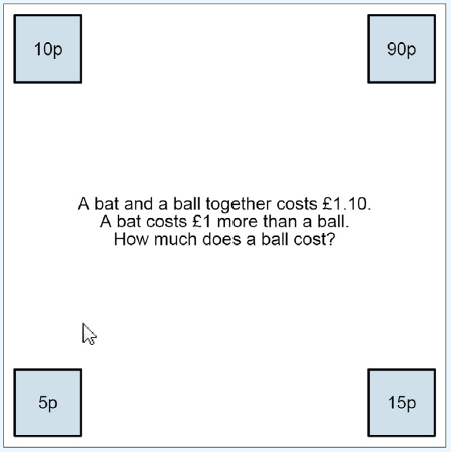 10p
90p
A bat and a ball together costs £1.10.
A bat costs £1 more than a ball.
How much does a ball cost?
5p
15p